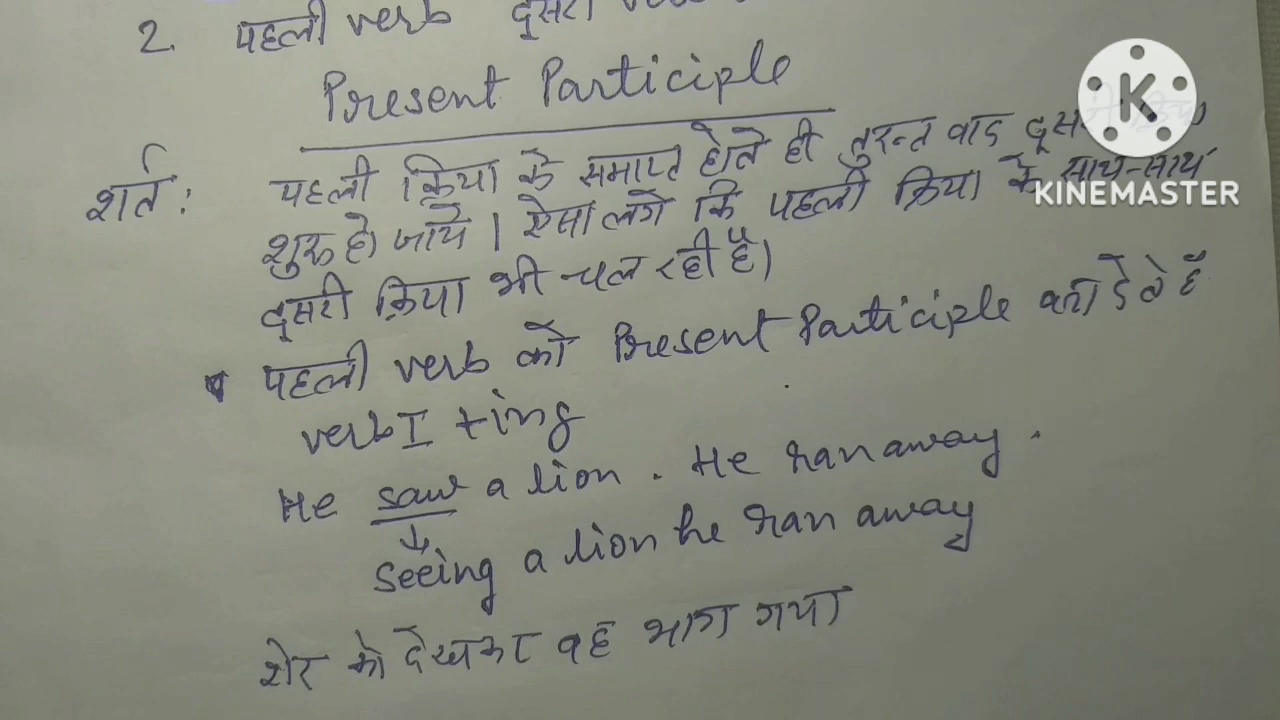 2. पहली verb दूसरी
Present Participle
शर्त : पहली क्रिया के समाप्त होते ही तुरन्त बाद
शुरू हो जाये । ऐसा लगे कि पहली क्रिया के साथ-साथ
दूसरी क्रिया भी चल रही है।
पहली verb को Present Participle बना देते हैं
verb I + ing
He saw a lion . He ran away .
↓
Seeing a lion he ran away
शेर को देखकर वह भाग गया
K
KINEMASTER